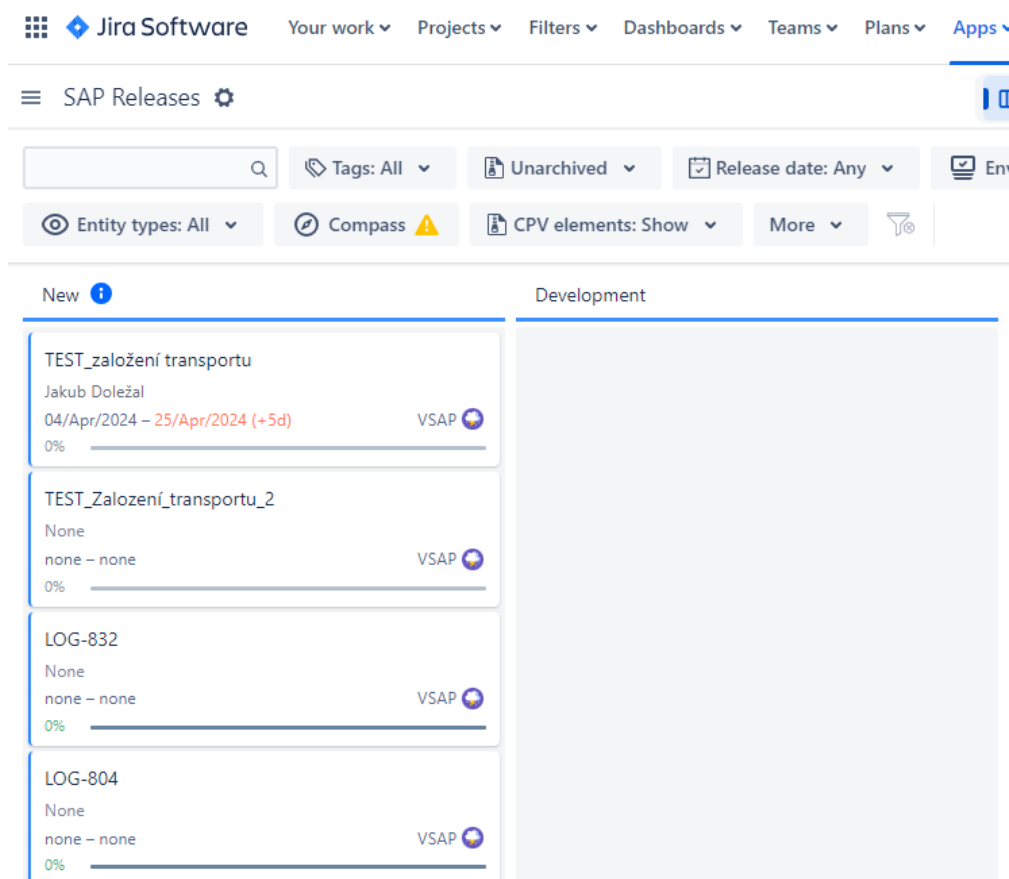 Jira Software Your work Projects Filters Dashboards Teams Plans Apps
SAP Releases
Tags: All Unarchived Release date: Any
Entity types: All Compass CPV elements: Show More
New Development
TEST_založení transportu
Jakub Doležal
04/Apr/2024 – 25/Apr/2024 (+5d) VSAP
0%
TEST_Zalození_transportu_2
None
none – none VSAP
0%
LOG-832
None
none – none VSAP
0%
LOG-804
None
none – none VSAP
0%